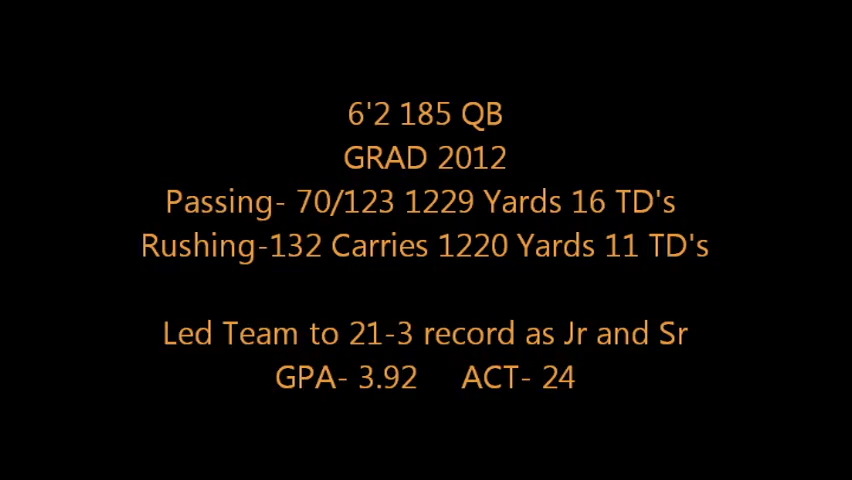 6'2 185 QB
GRAD 2012
Passing- 70/123 1229 Yards 16 TD's
Rushing-132 Carries 1220 Yards 11 TD's
Led Team to 21-3 record as Jr and Sr
GPA- 3.92 ACT- 24